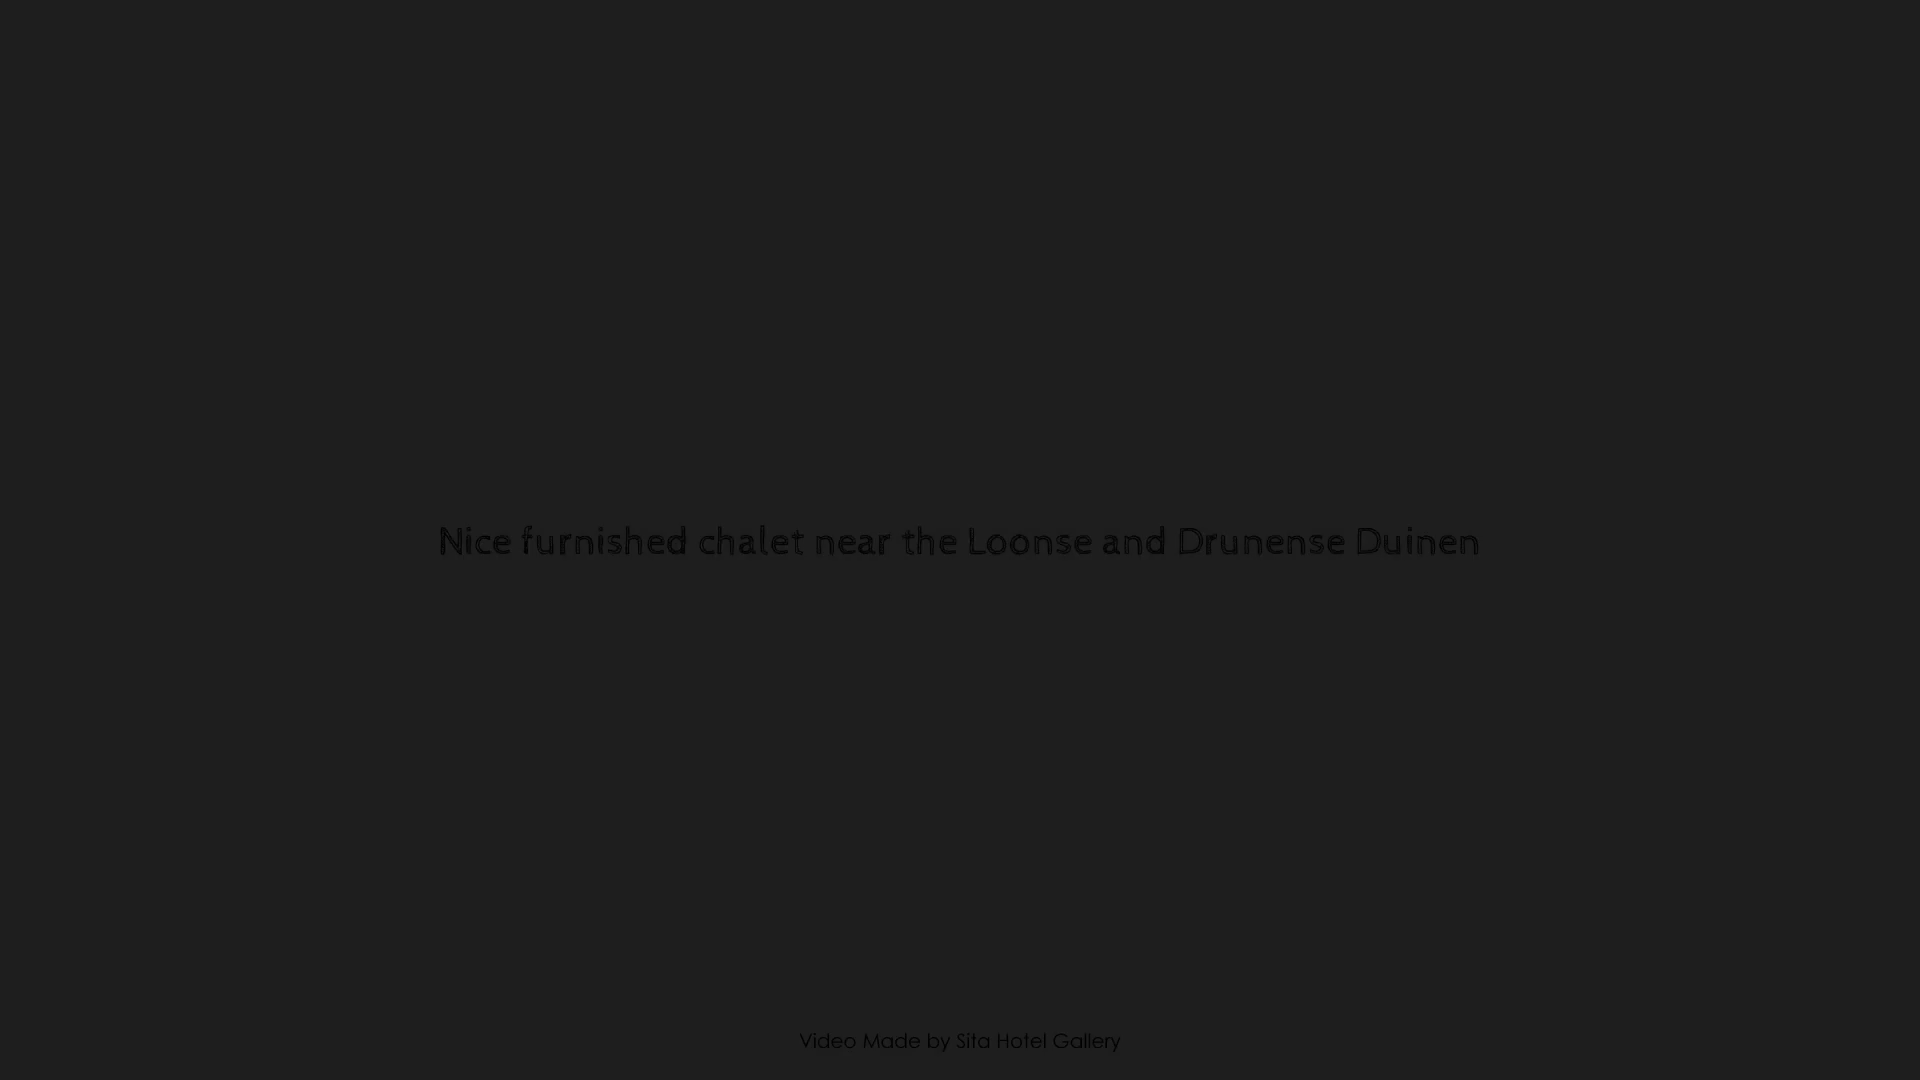 Nice furnished chalet near the Loonse and Drunense Duinen
Video Made by Sita Hotel Gallery